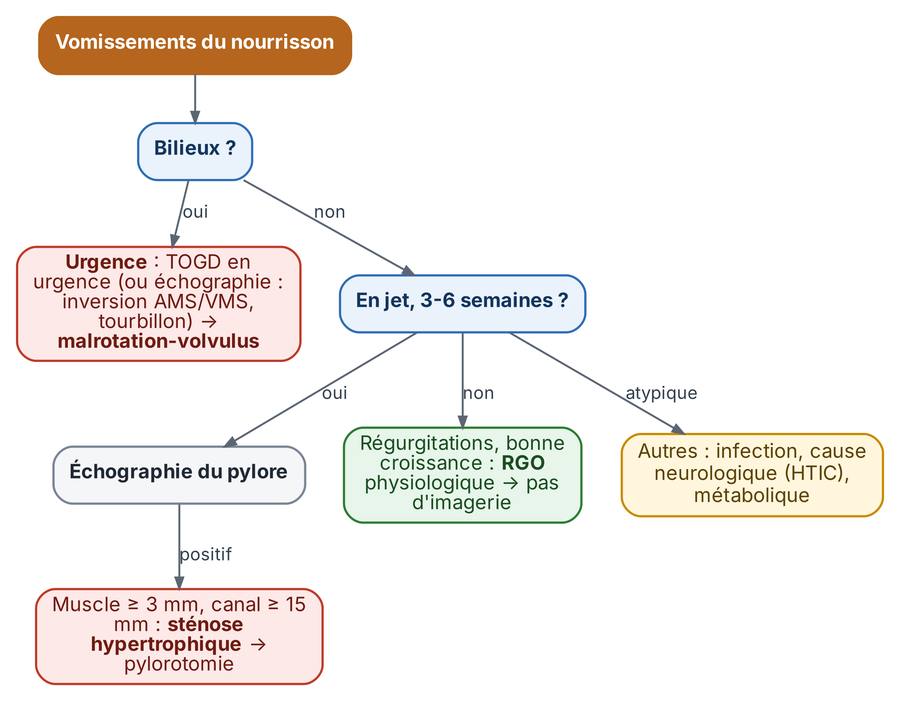 Vomissements du nourrisson
Bilieux ?
oui
non
Urgence : TOGD en
urgence (ou échographie :
inversion AMS/VMS,
tourbillon) →
malrotation-volvulus
En jet, 3-6 semaines ?
oui
non
atypique
Échographie du pylore
Régurgitations, bonne
croissance : RGO
physiologique → pas
d'imagerie
Autres : infection, cause
neurologique (HTIC),
métabolique
positif
Muscle ≥ 3 mm, canal ≥ 15
mm : sténose
hypertrophique →
pylorotomie